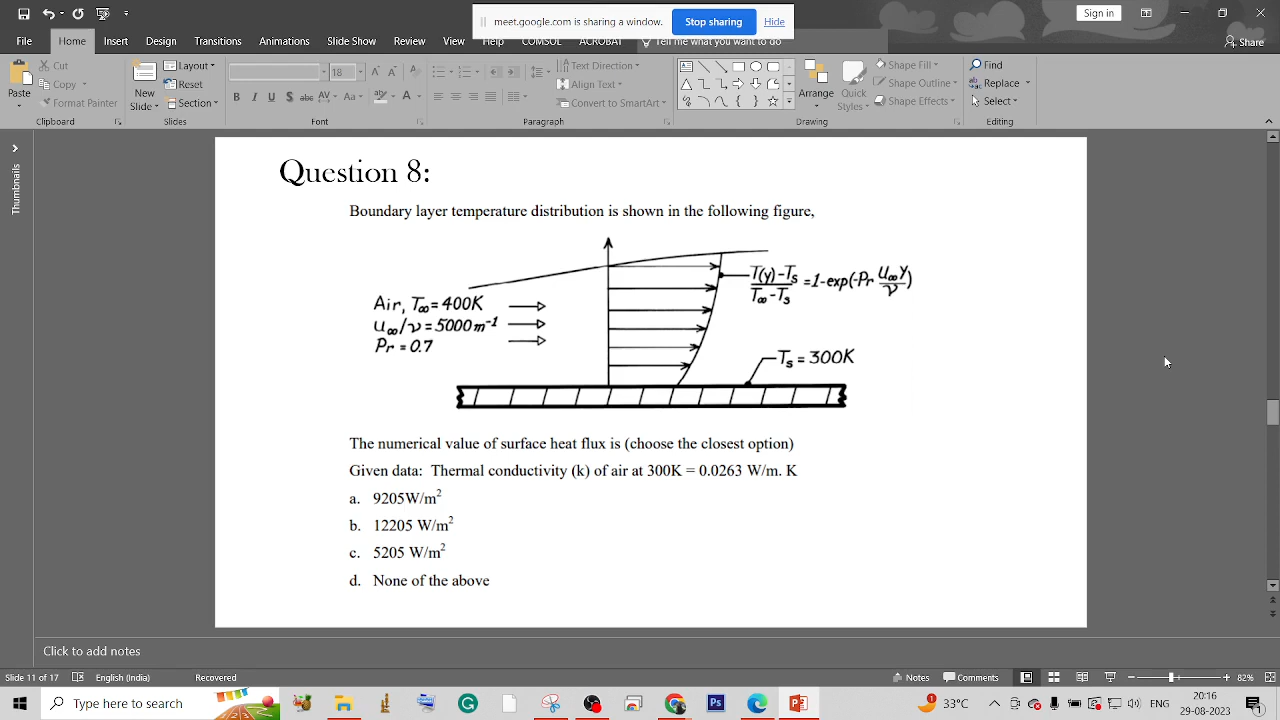 meet.google.com is sharing a window. Stop sharing Hide
Sign in
Home Insert Design Transitions Animations Slide Show Review View Help COMSOL ACROBAT Tell me what you want to do Share
Paste Cut Copy Format Painter
New Slide Layout Reset Section
18
B I U S abc AV Aa A
Text Direction Align Text Convert to SmartArt
Arrange Quick Styles Shape Fill Shape Outline Shape Effects
Find Replace Select
Clipboard Slides Font Paragraph Drawing Editing
Thumbnails
Question 8:
Boundary layer temperature distribution is shown in the following figure,
T(y)-Ts / T∞-Ts = 1-exp(-Pr u∞y/ν)
Air, T∞ = 400K
u∞/ν = 5000 m⁻¹
Pr = 0.7
Ts = 300K
The numerical value of surface heat flux is (choose the closest option)
Given data: Thermal conductivity (k) of air at 300K = 0.0263 W/m. K
a. 9205W/m²
b. 12205 W/m²
c. 5205 W/m²
d. None of the above
Click to add notes
Slide 11 of 17 English (India) Recovered Notes Comments
Type here to search
33°C ENG 20:16
29-08-2023